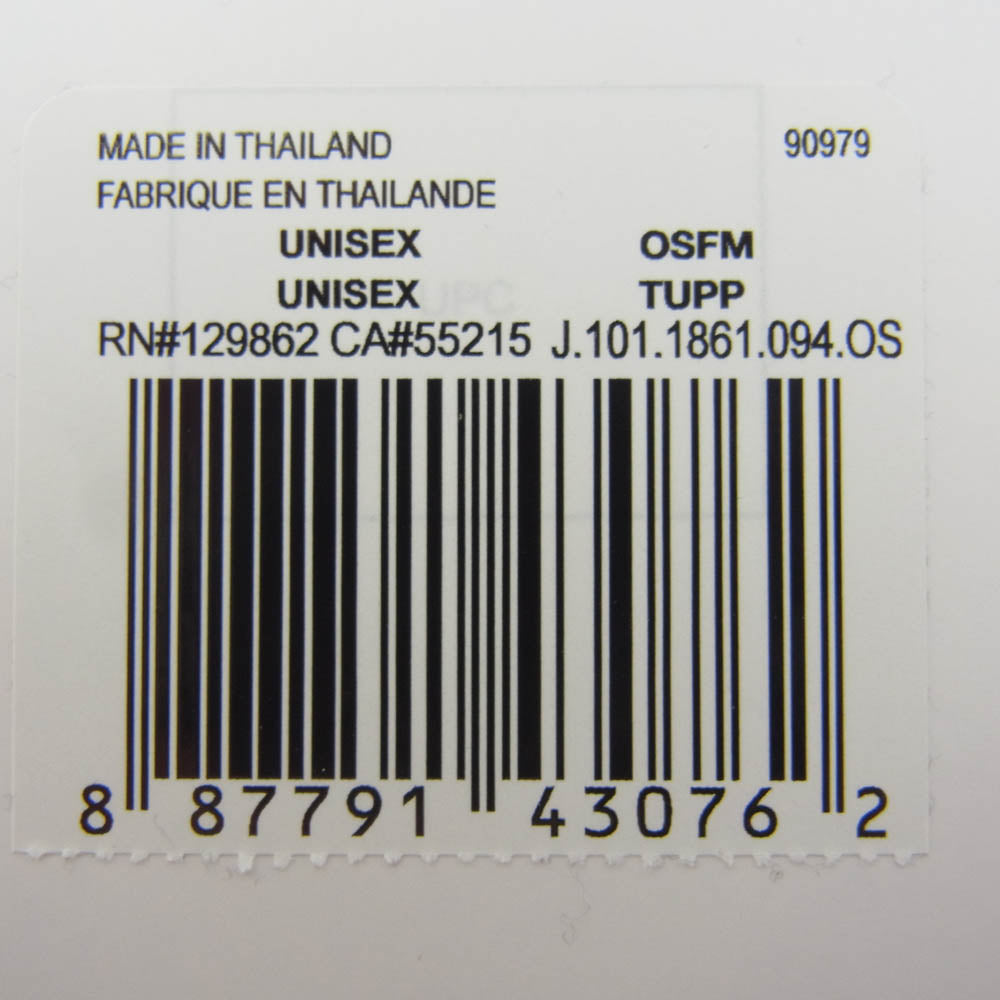 MADE IN THAILAND 90979
FABRIQUE EN THAILANDE
UNISEX OSFM
UNISEX TUPP
UPC
RN#129862 CA#55215 J.101.1861.094.OS
8 87791 43076 2